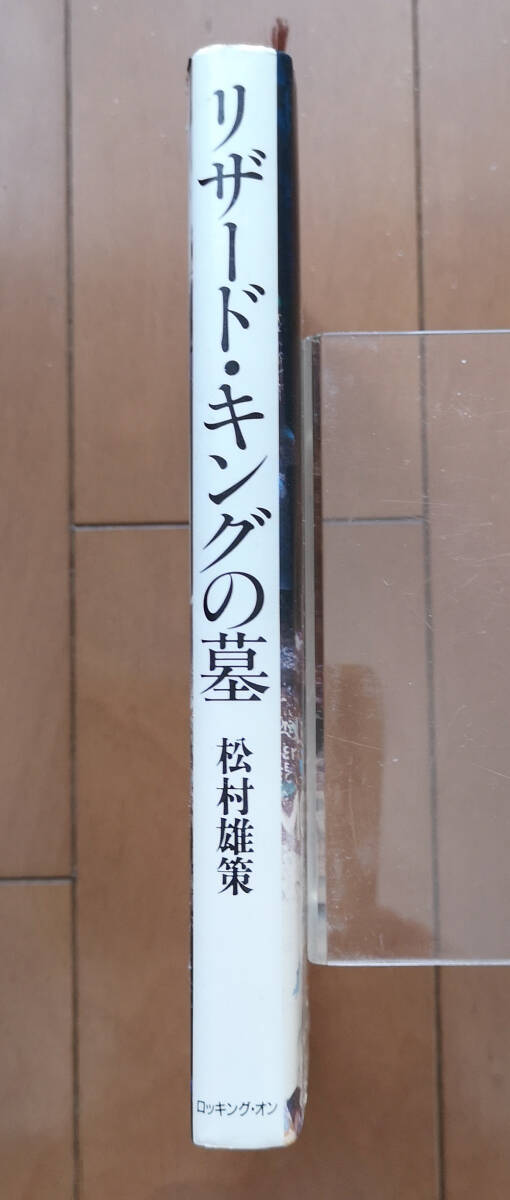 リザード・キングの墓
松村雄策
ロッキング・オン